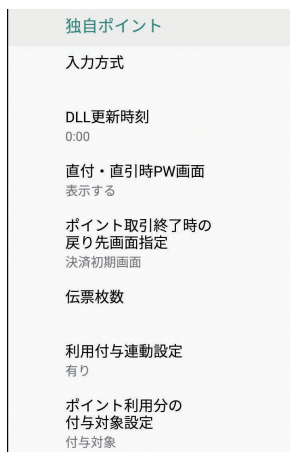 独自ポイント
入力方式
DLL更新時刻
0:00
直付・直引時PW画面
表示する
ポイント取引終了時の
戻り先画面指定
決済初期画面
伝票枚数
利用付与連動設定
有り
ポイント利用分の
付与対象設定
付与対象